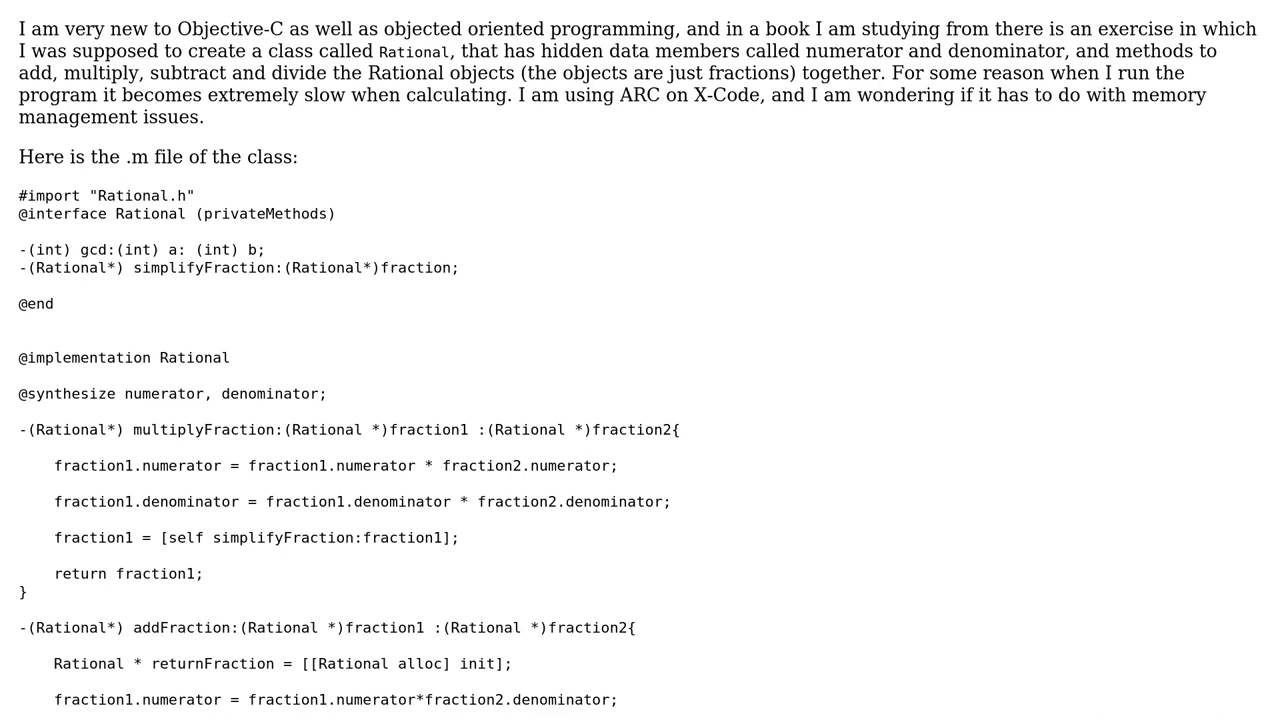 I am very new to Objective-C as well as objected oriented programming, and in a book I am studying from there is an exercise in which
I was supposed to create a class called Rational, that has hidden data members called numerator and denominator, and methods to
add, multiply, subtract and divide the Rational objects (the objects are just fractions) together. For some reason when I run the
program it becomes extremely slow when calculating. I am using ARC on X-Code, and I am wondering if it has to do with memory
management issues.
Here is the .m file of the class:
#import "Rational.h"
@interface Rational (privateMethods)
-(int) gcd:(int) a: (int) b;
-(Rational*) simplifyFraction:(Rational*)fraction;
@end
@implementation Rational
@synthesize numerator, denominator;
-(Rational*) multiplyFraction:(Rational *)fraction1 :(Rational *)fraction2{
    fraction1.numerator = fraction1.numerator * fraction2.numerator;
    fraction1.denominator = fraction1.denominator * fraction2.denominator;
    fraction1 = [self simplifyFraction:fraction1];
    return fraction1;
}
-(Rational*) addFraction:(Rational *)fraction1 :(Rational *)fraction2{
    Rational * returnFraction = [[Rational alloc] init];
    fraction1.numerator = fraction1.numerator*fraction2.denominator;